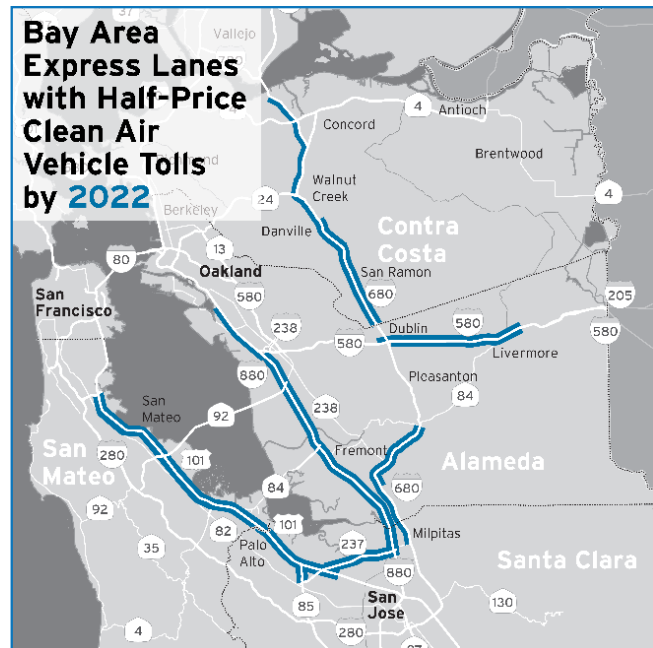 Bay Area
Express Lanes
with Half-Price
Clean Air
Vehicle Tolls
by 2022
Vallejo
Concord
4
Antioch
Brentwood
Walnut
Creek
24
4
Berkeley
Danville
Contra
Costa
13
80
Oakland
San Ramon
680
580
205
San
Francisco
238
Dublin
580
580
580
Livermore
880
Pleasanton
84
San
Mateo
92
238
Fremont
San
Mateo
280
101
Alameda
84
680
92
82
101
Milpitas
35
Palo
Alto
237
880
Santa Clara
85
San
Jose
130
4
280